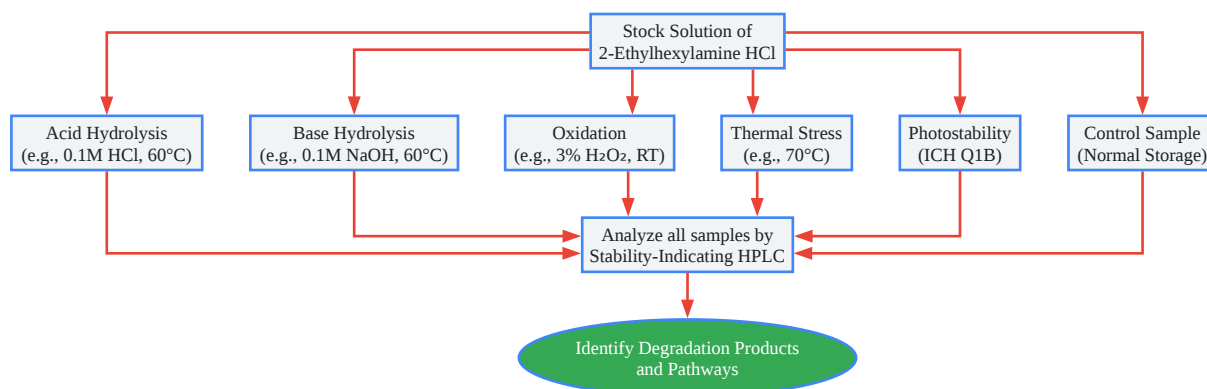 Stock Solution of
2-Ethylhexylamine HCl
Acid Hydrolysis
(e.g., 0.1M HCl, 60°C)
Base Hydrolysis
(e.g., 0.1M NaOH, 60°C)
Oxidation
(e.g., 3% H₂O₂, RT)
Thermal Stress
(e.g., 70°C)
Photostability
(ICH Q1B)
Control Sample
(Normal Storage)
Analyze all samples by
Stability-Indicating HPLC
Identify Degradation Products
and Pathways